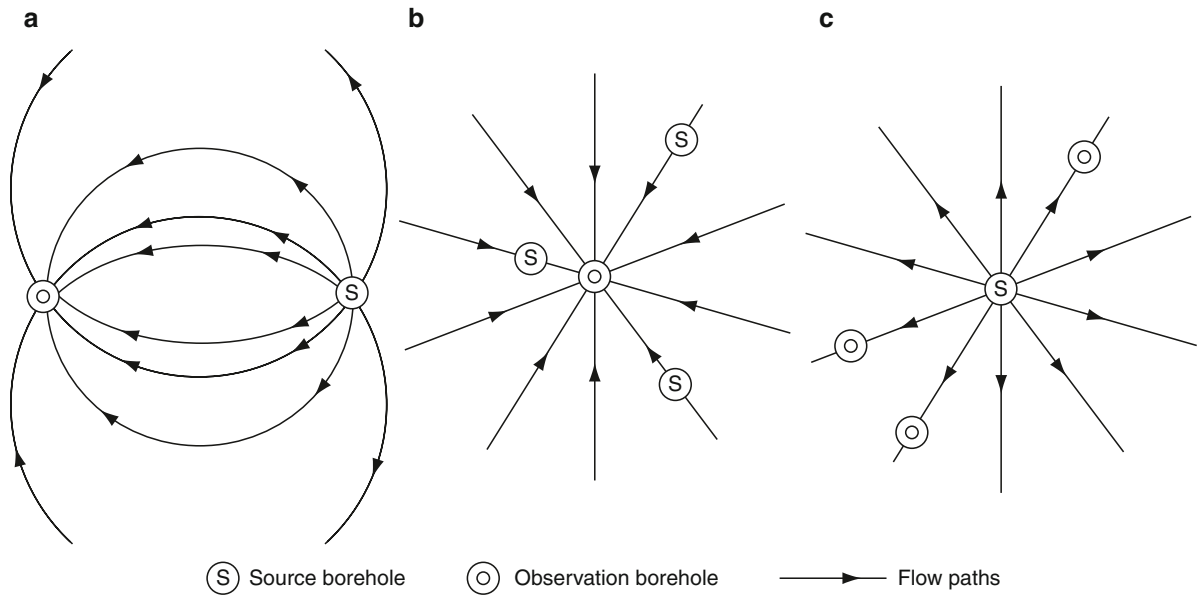 a
b
c
S
S
S
S
S
S Source borehole
Observation borehole
Flow paths